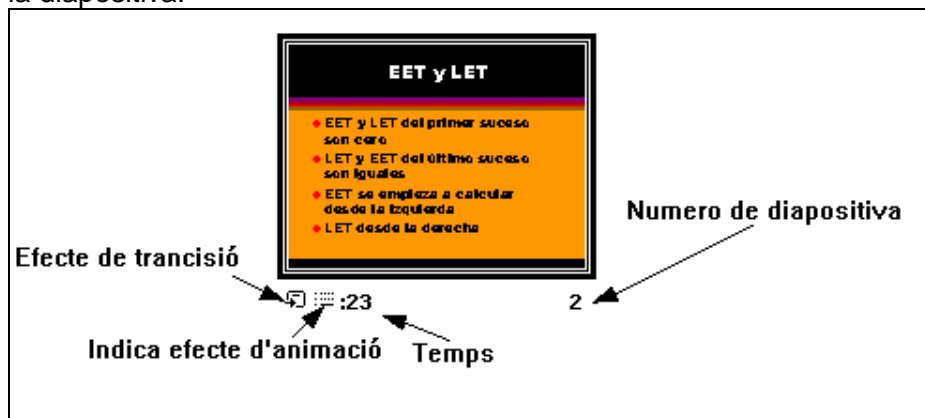 la diapositiva.
EET y LET
EET y LET del primer suceso
son cero
LET y EET del último suceso
son iguales
EET se empieza a calcular
desde la izquierda
LET desde la derecha
Numero de diapositiva
Efecte de trancisió
:23
2
Indica efecte d'animació
Temps